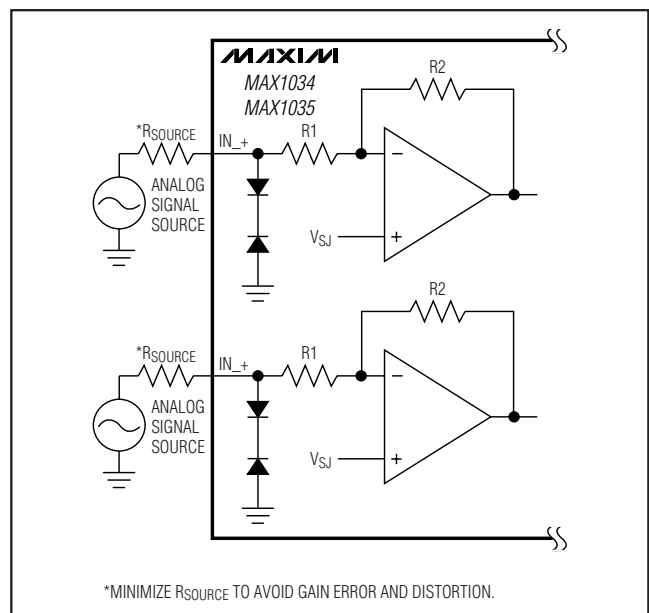 MAXIM
MAX1034
MAX1035
R2
*RSOURCE
IN_+
R1
−
ANALOG
SIGNAL
SOURCE
VSJ
+
R2
*RSOURCE
IN_+
R1
−
ANALOG
SIGNAL
SOURCE
VSJ
+
*MINIMIZE RSOURCE TO AVOID GAIN ERROR AND DISTORTION.